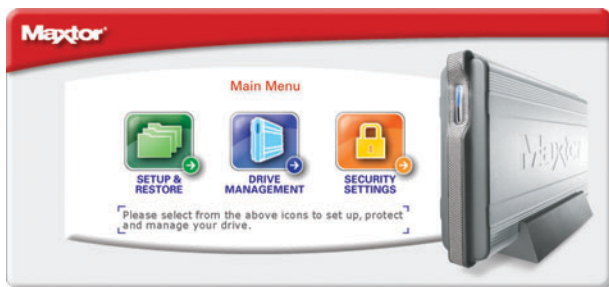 Maxtor
Main Menu
SETUP &
RESTORE
DRIVE
MANAGEMENT
SECURITY
SETTINGS
Please select from the above icons to set up, protect
and manage your drive.
Maxtor